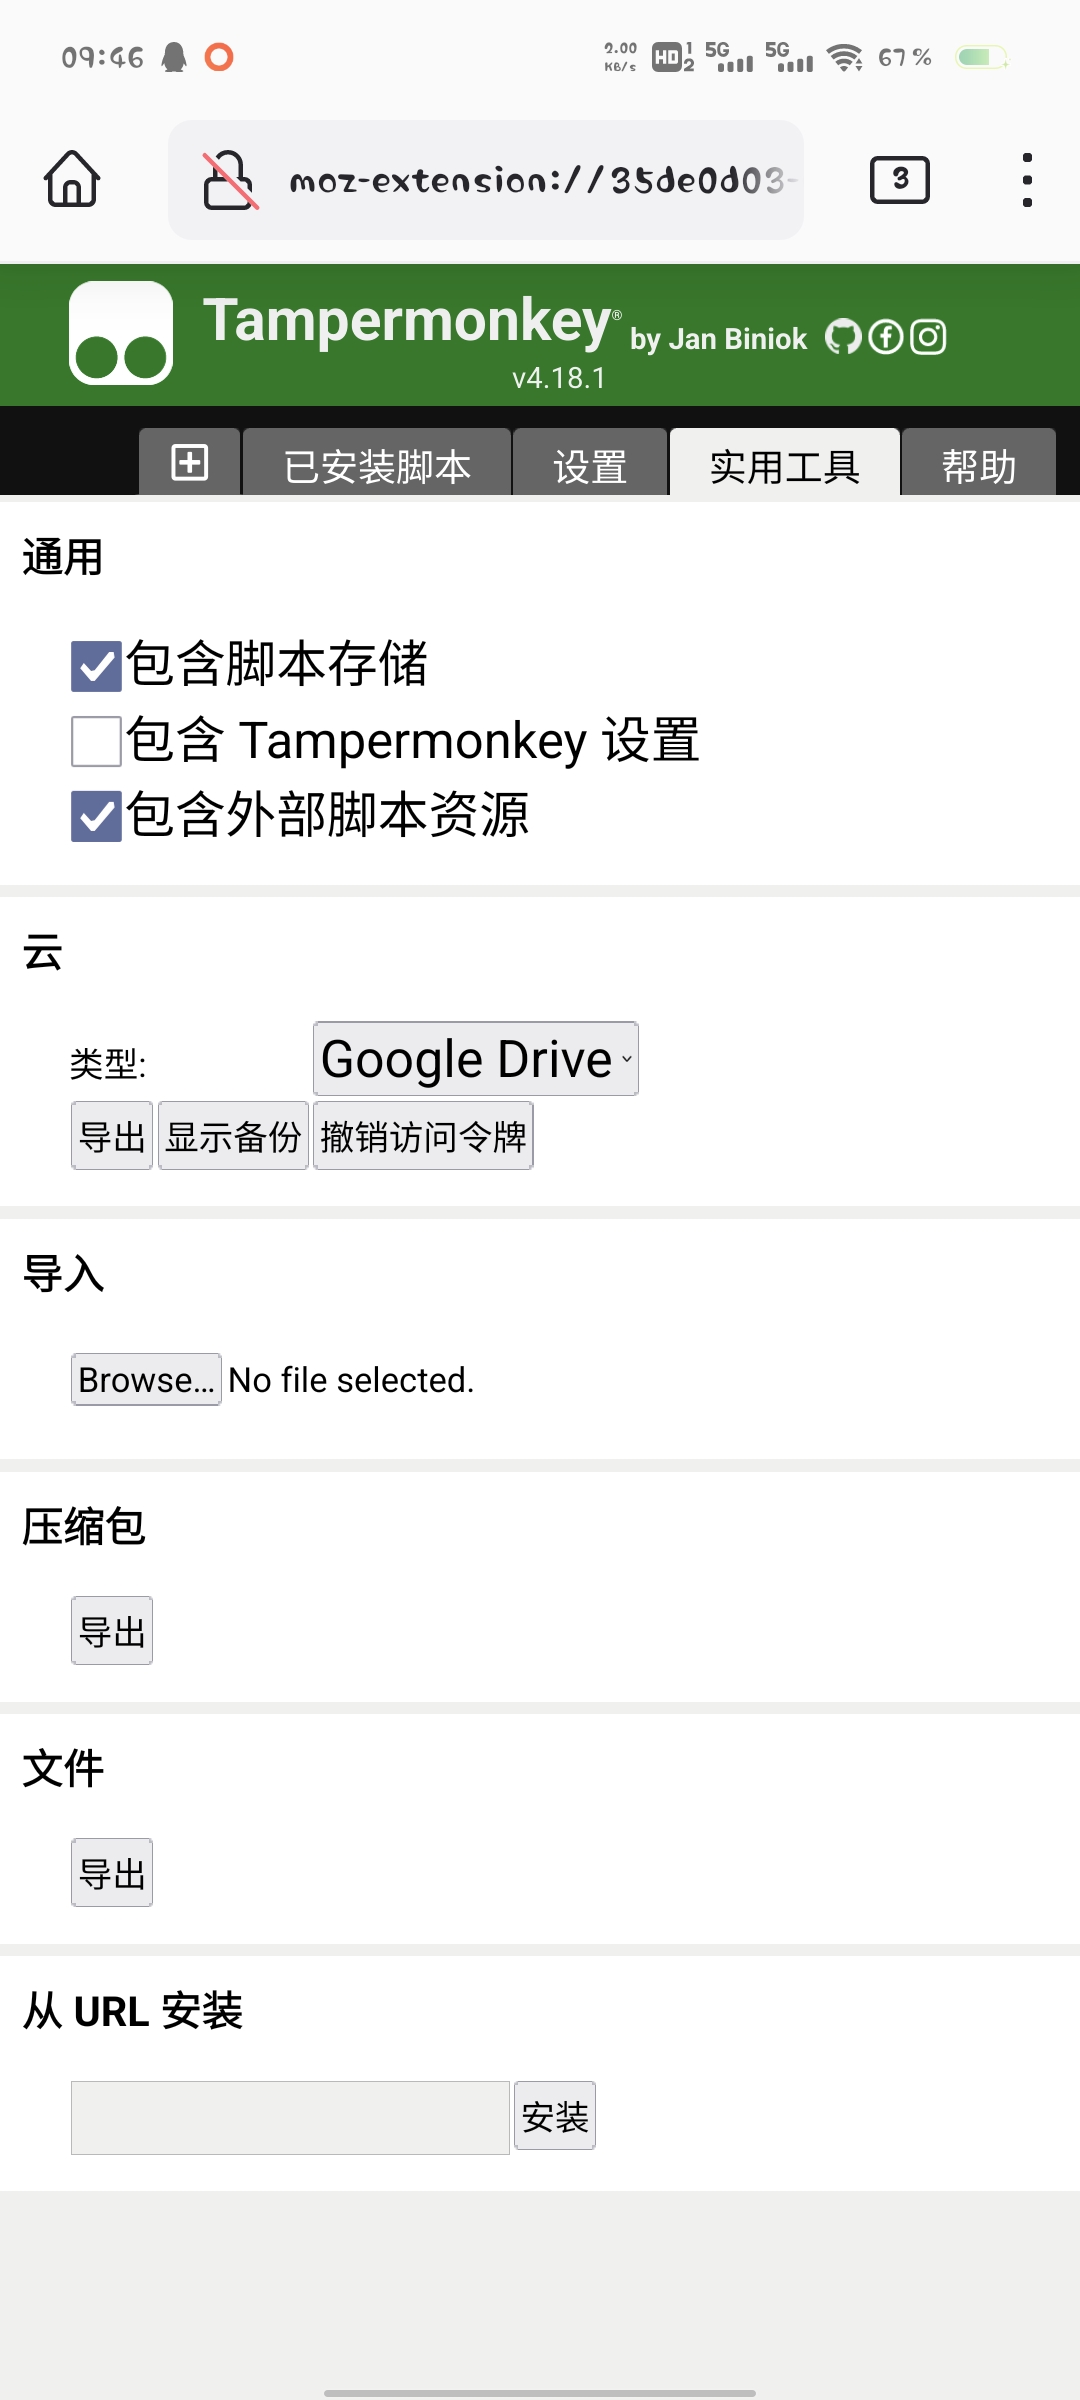 09:46
2.00 KB/s HD 1 2 5G 5G 67%
moz-extension://35de0d03-
3
Tampermonkey® by Jan Biniok
v4.18.1
已安装脚本 设置 实用工具 帮助
通用
包含脚本存储
包含 Tampermonkey 设置
包含外部脚本资源
云
类型: Google Drive
导出 显示备份 撤销访问令牌
导入
Browse... No file selected.
压缩包
导出
文件
导出
从 URL 安装
安装